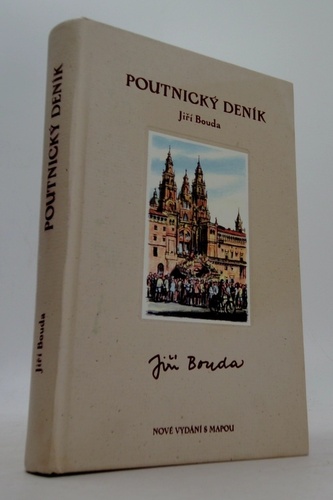 POUTNICKÝ DENÍK
Jiří Bouda
POUTNICKÝ DENÍK
Jiří Bouda
Jiří Bouda
NOVÉ VYDÁNÍ S MAPOU